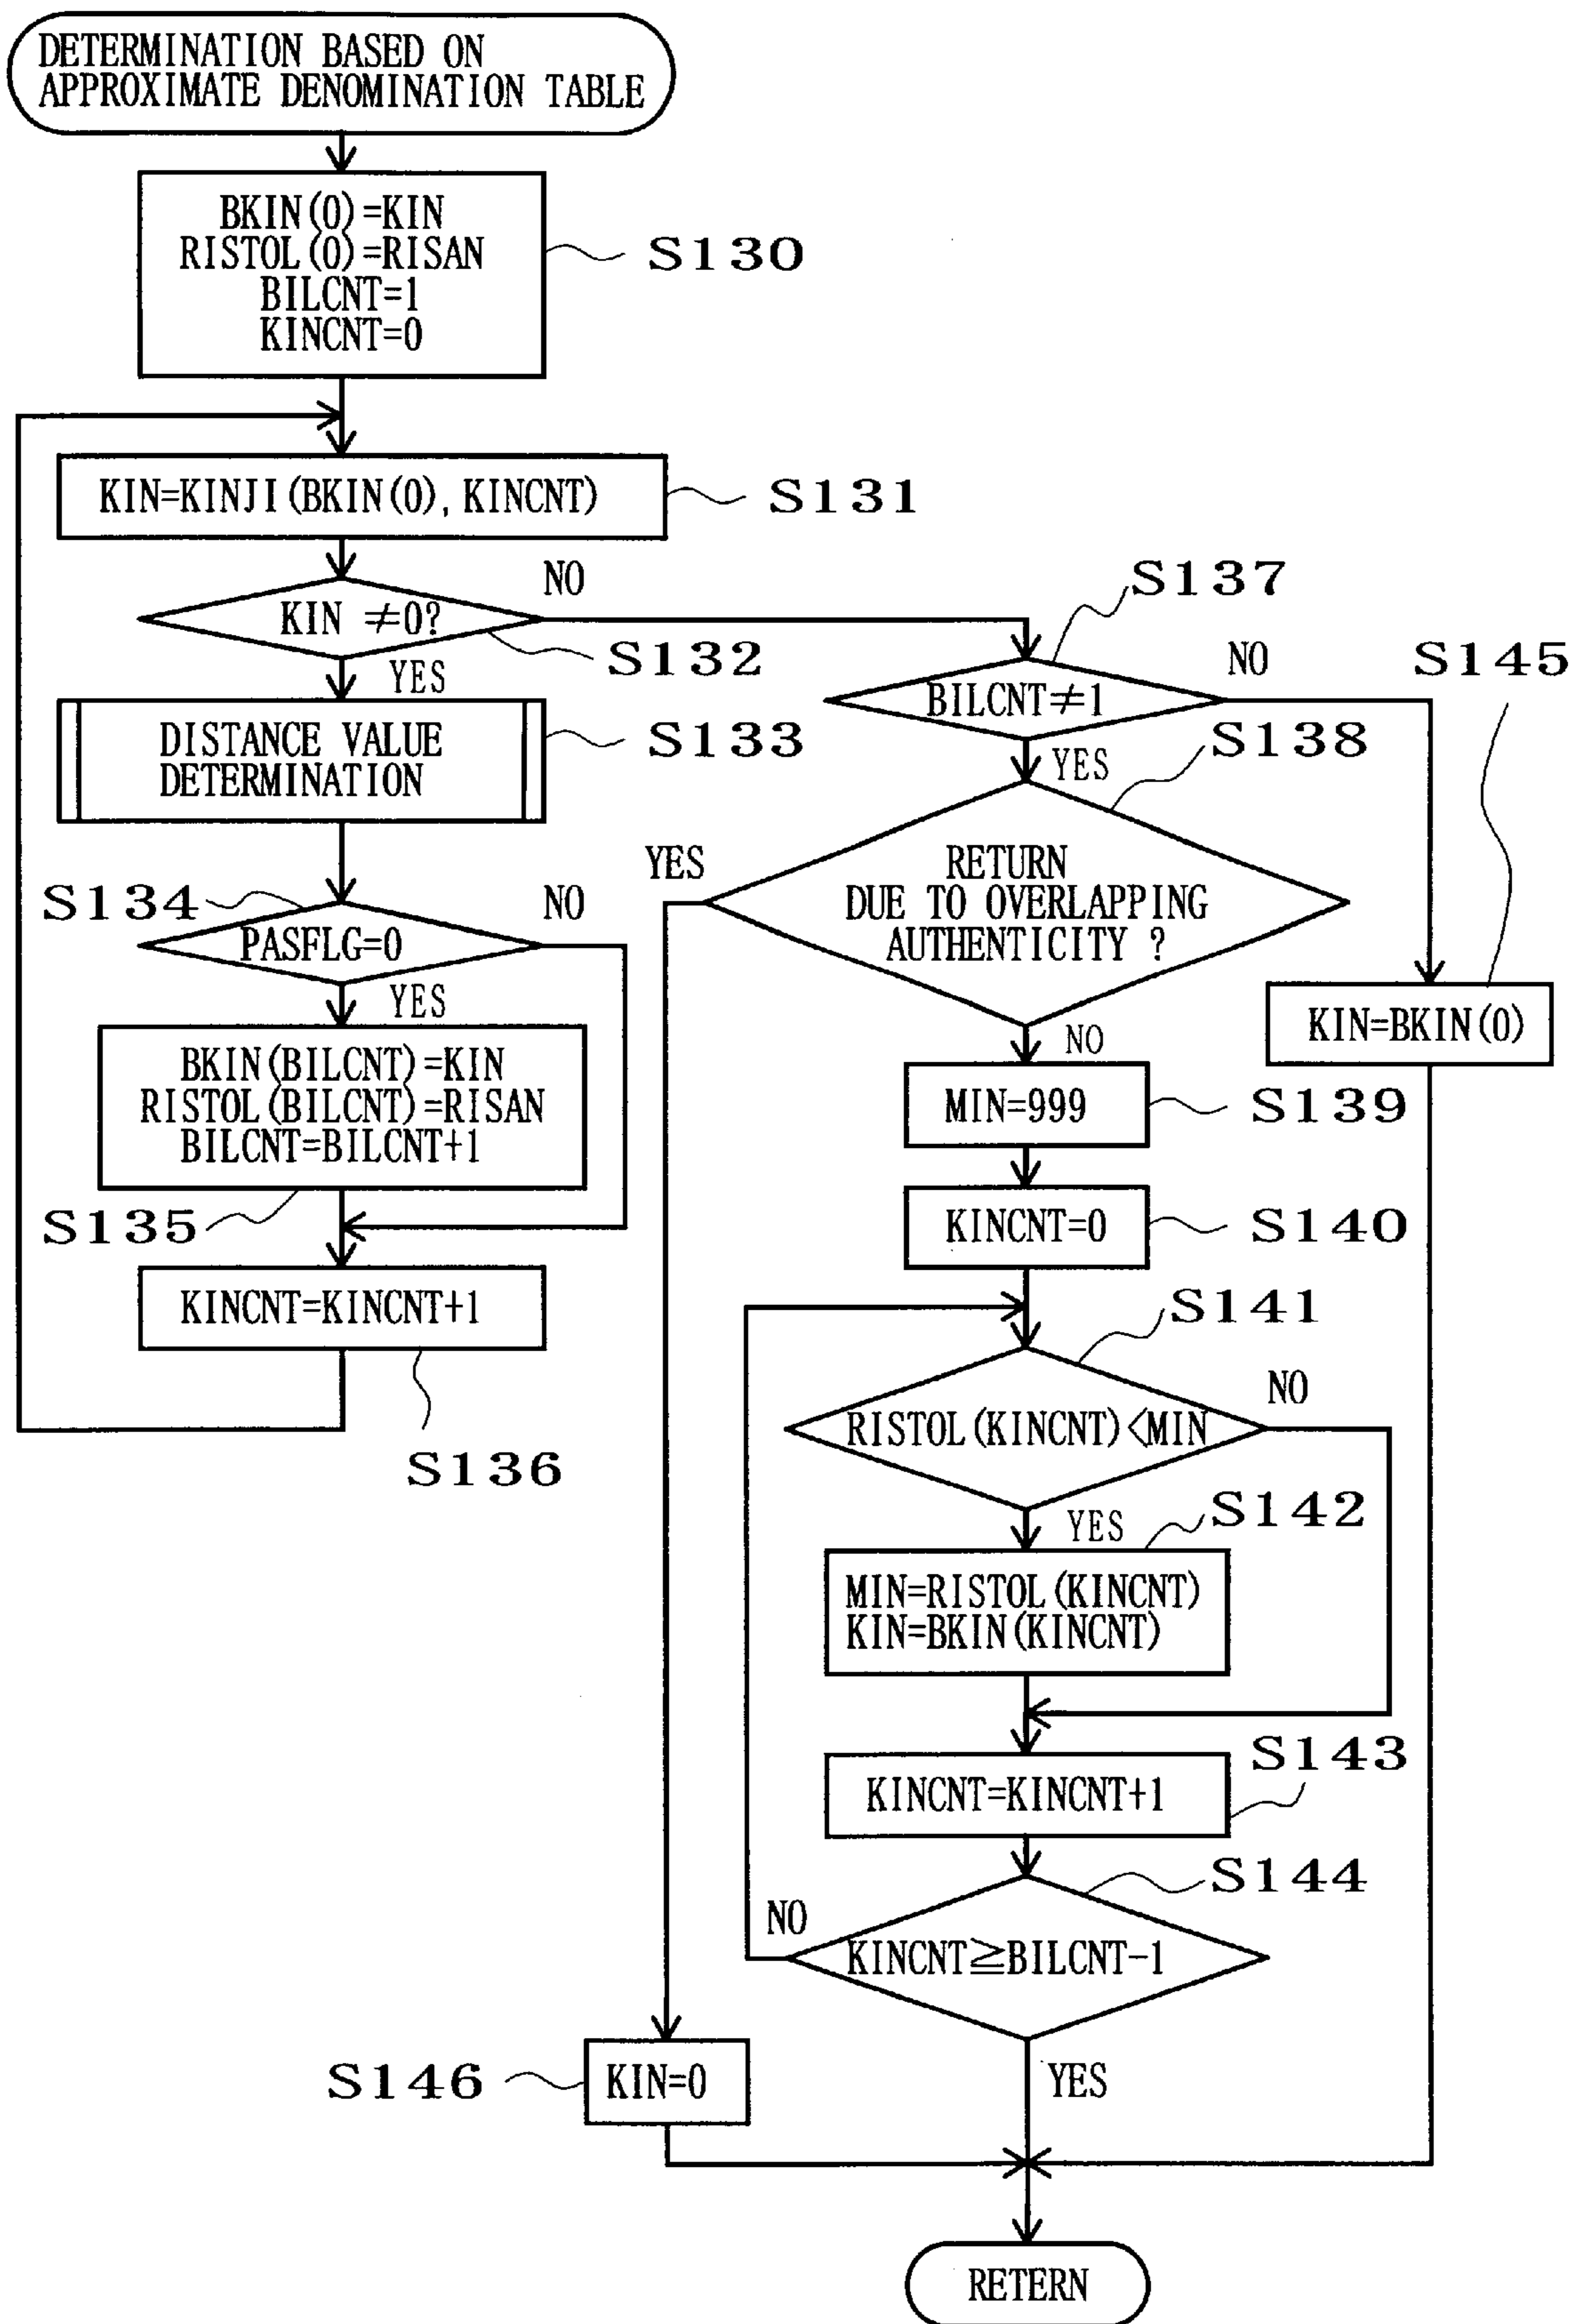 DETERMINATION BASED ON
APPROXIMATE DENOMINATION TABLE
BKIN(0)=KIN
RISTOL(0)=RISAN
BILCNT=1
KINCNT=0
S130
KIN=KINJI(BKIN(0), KINCNT)
S131
KIN ≠0?
NO
S132
YES
DISTANCE VALUE
DETERMINATION
S133
S134
PASFLG=0
NO
YES
BKIN(BILCNT)=KIN
RISTOL(BILCNT)=RISAN
BILCNT=BILCNT+1
S135
KINCNT=KINCNT+1
S136
S137
BILCNT≠1
NO
S145
YES
S138
RETURN
DUE TO OVERLAPPING
AUTHENTICITY ?
YES
NO
KIN=BKIN(0)
MIN=999
S139
KINCNT=0
S140
S141
RISTOL(KINCNT)<MIN
NO
YES
S142
MIN=RISTOL(KINCNT)
KIN=BKIN(KINCNT)
S143
KINCNT=KINCNT+1
S144
NO
KINCNT≧BILCNT-1
YES
S146
KIN=0
RETERN